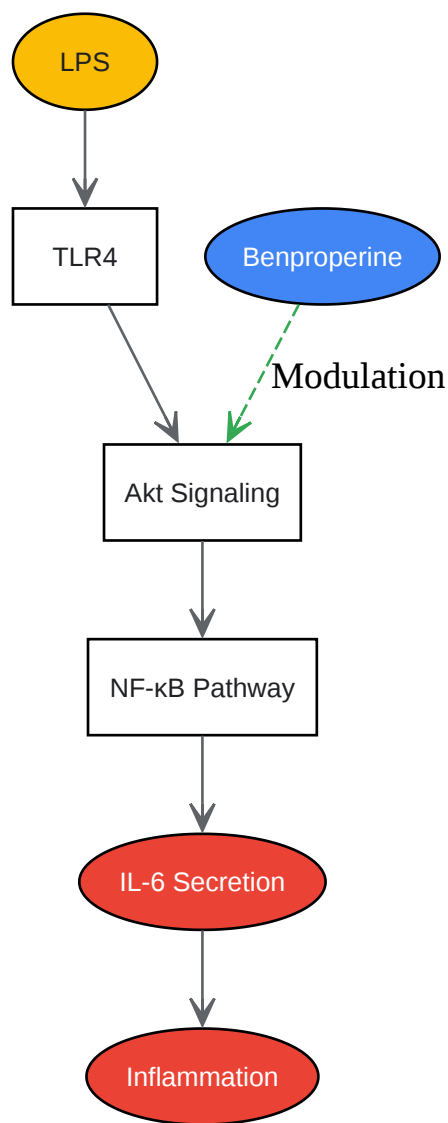 LPS
TLR4
Benproperine
Modulation
Akt Signaling
NF-κB Pathway
IL-6 Secretion
Inflammation